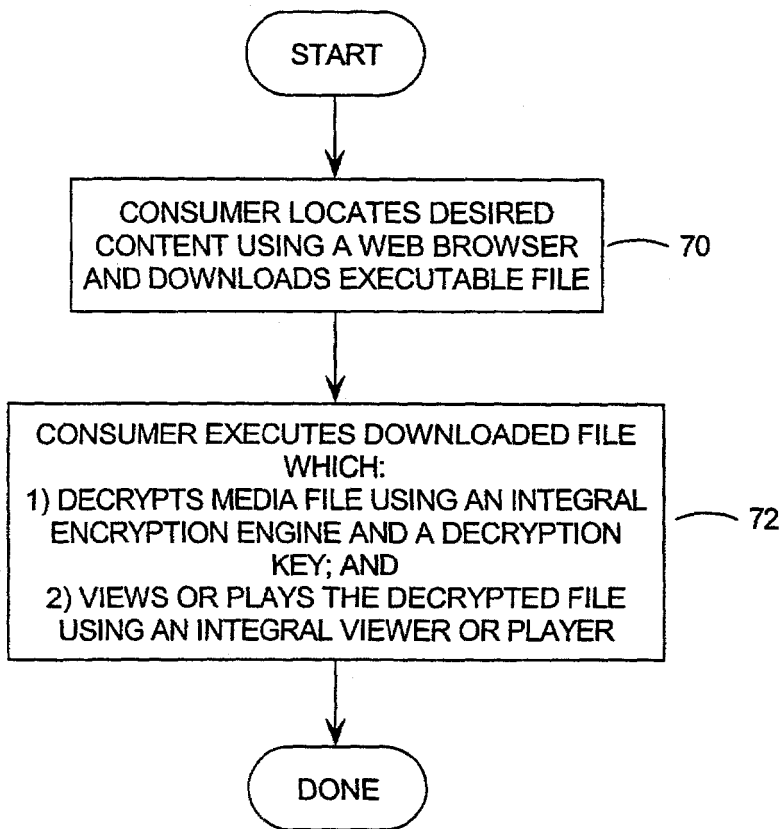 START
CONSUMER LOCATES DESIRED
CONTENT USING A WEB BROWSER
AND DOWNLOADS EXECUTABLE FILE
70
CONSUMER EXECUTES DOWNLOADED FILE
WHICH:
1) DECRYPTS MEDIA FILE USING AN INTEGRAL
ENCRYPTION ENGINE AND A DECRYPTION
KEY; AND
2) VIEWS OR PLAYS THE DECRYPTED FILE
USING AN INTEGRAL VIEWER OR PLAYER
72
DONE